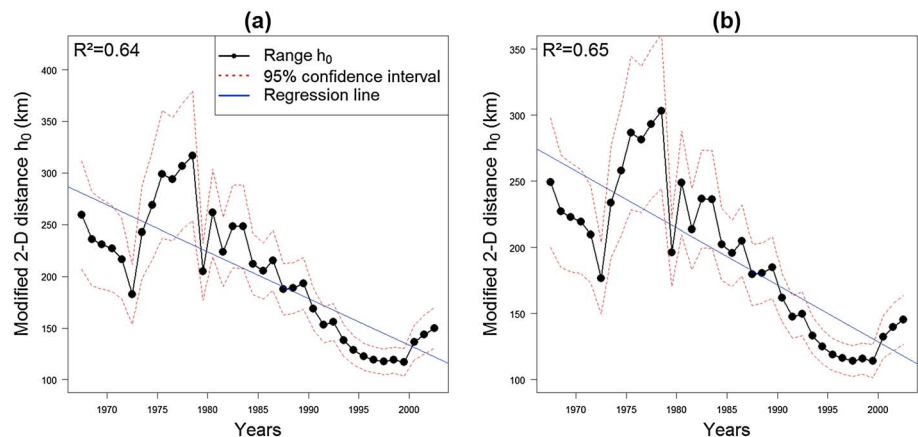 (a)
R²=0.64
Range h₀
95% confidence interval
Regression line
Modified 2-D distance h₀ (km)
400
350
300
250
200
150
100
1970 1975 1980 1985 1990 1995 2000
Years
(b)
R²=0.65
Modified 2-D distance h₀ (km)
350
300
250
200
150
100
1970 1975 1980 1985 1990 1995 2000
Years